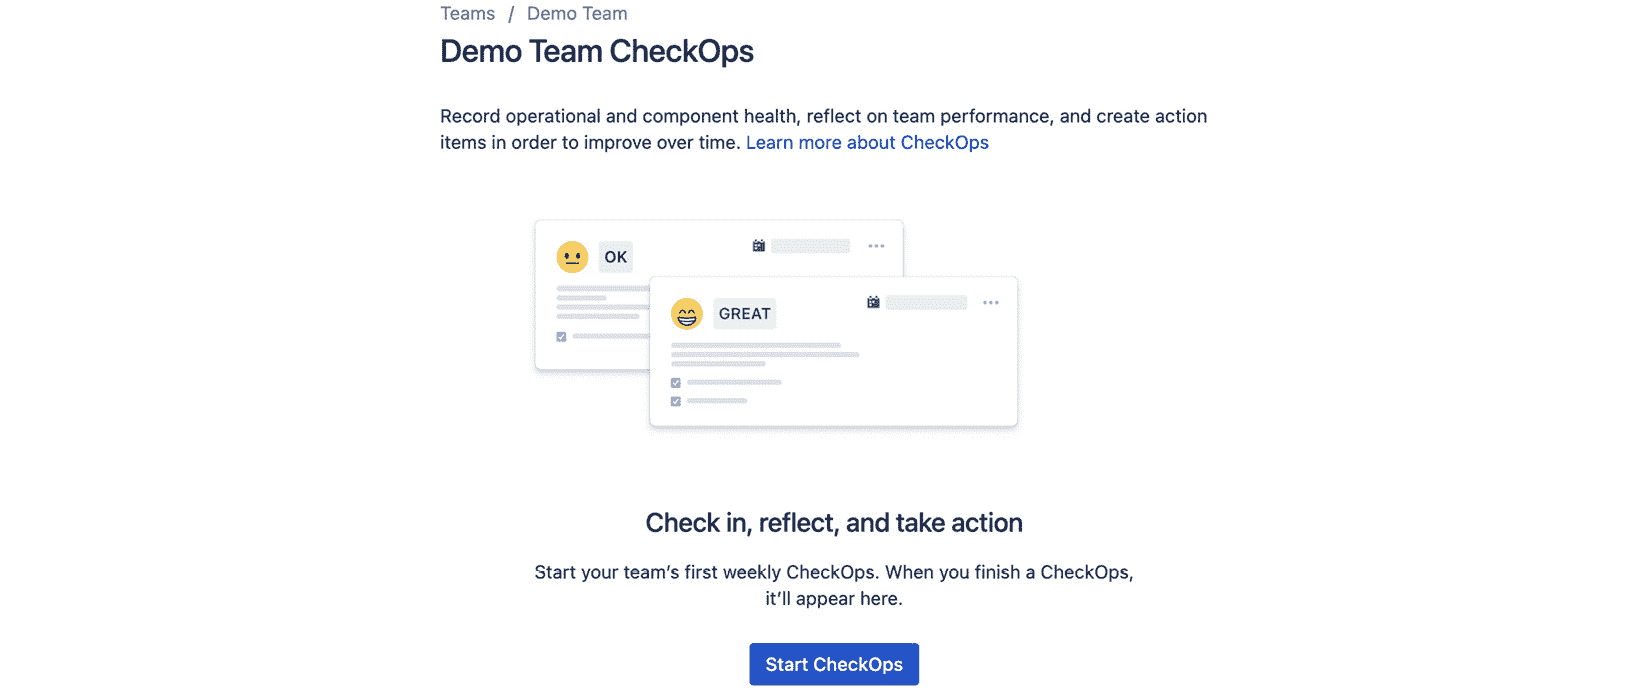 Teams / Demo Team
Demo Team CheckOps
Record operational and component health, reflect on team performance, and create action
items in order to improve over time. Learn more about CheckOps
OK
GREAT
Check in, reflect, and take action
Start your team’s first weekly CheckOps. When you finish a CheckOps,
it’ll appear here.
Start CheckOps